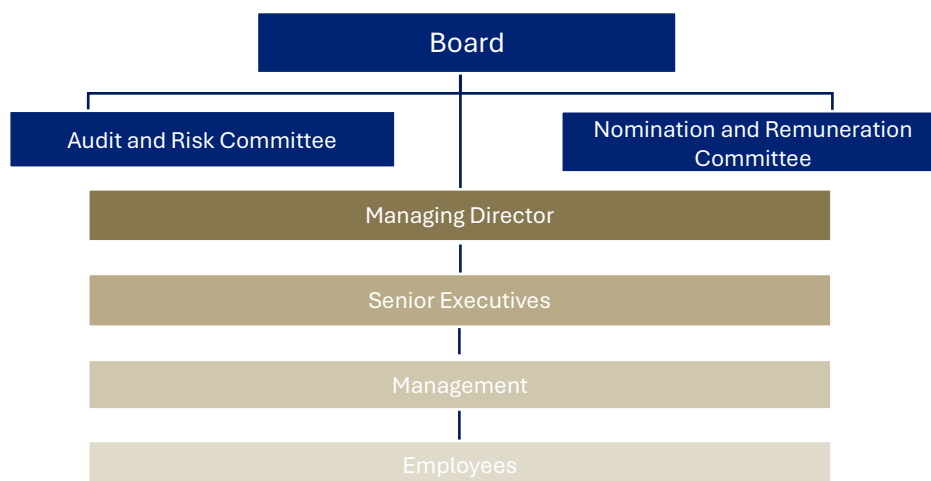 Board
Audit and Risk Committee
Nomination and Remuneration
Committee
Managing Director
Senior Executives
Management
Employees